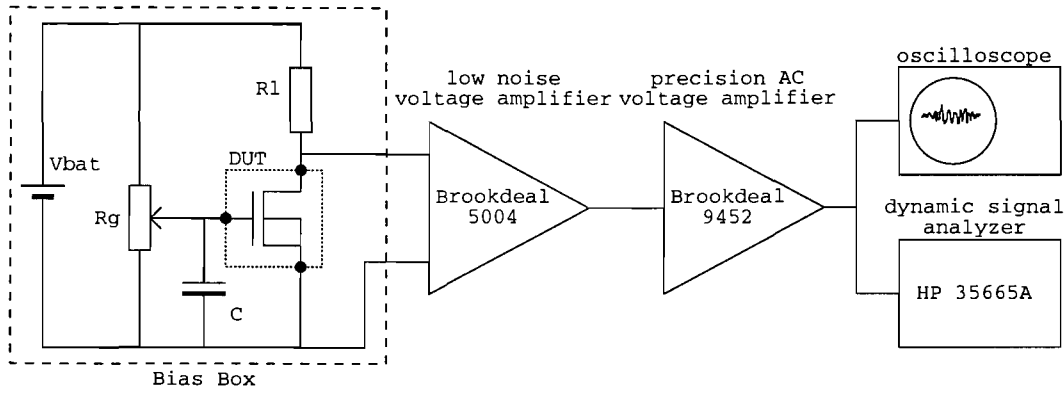 oscilloscope
low noise
voltage amplifier
precision AC
voltage amplifier
Rl
Vbat
DUT
Rg
C
Brookdeal
5004
Brookdeal
9452
dynamic signal
analyzer
HP 35665A
Bias Box